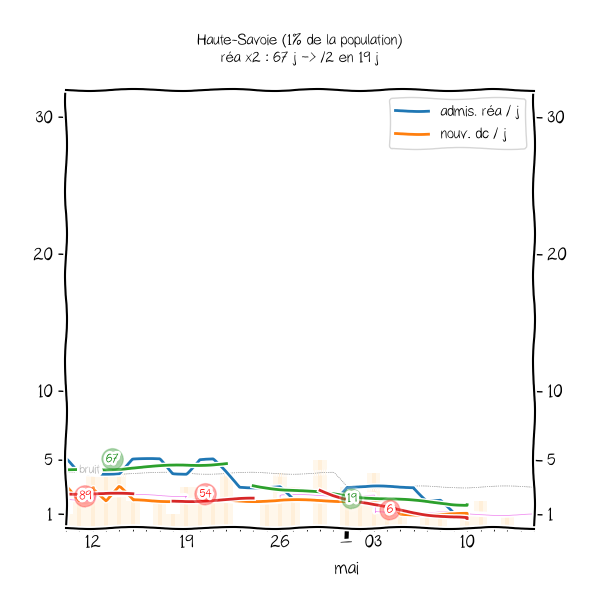 Haute-Savoie (1% de la population)
réa x2 : 67 j -> /2 en 19 j
admis. réa / j
nouv. dc / j
30 30
20 20
10 10
5 5
1 1
bruit
67
89
54
19
6
12 19 26 1 03 10
mai